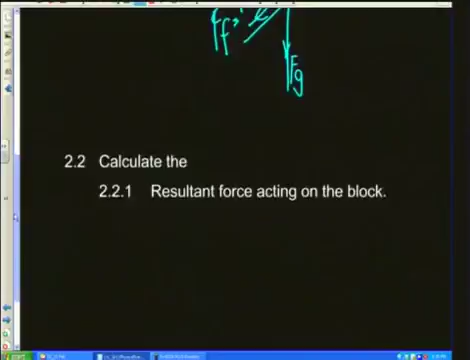 Ff
Fg
2.2 Calculate the
2.2.1 Resultant force acting on the block.